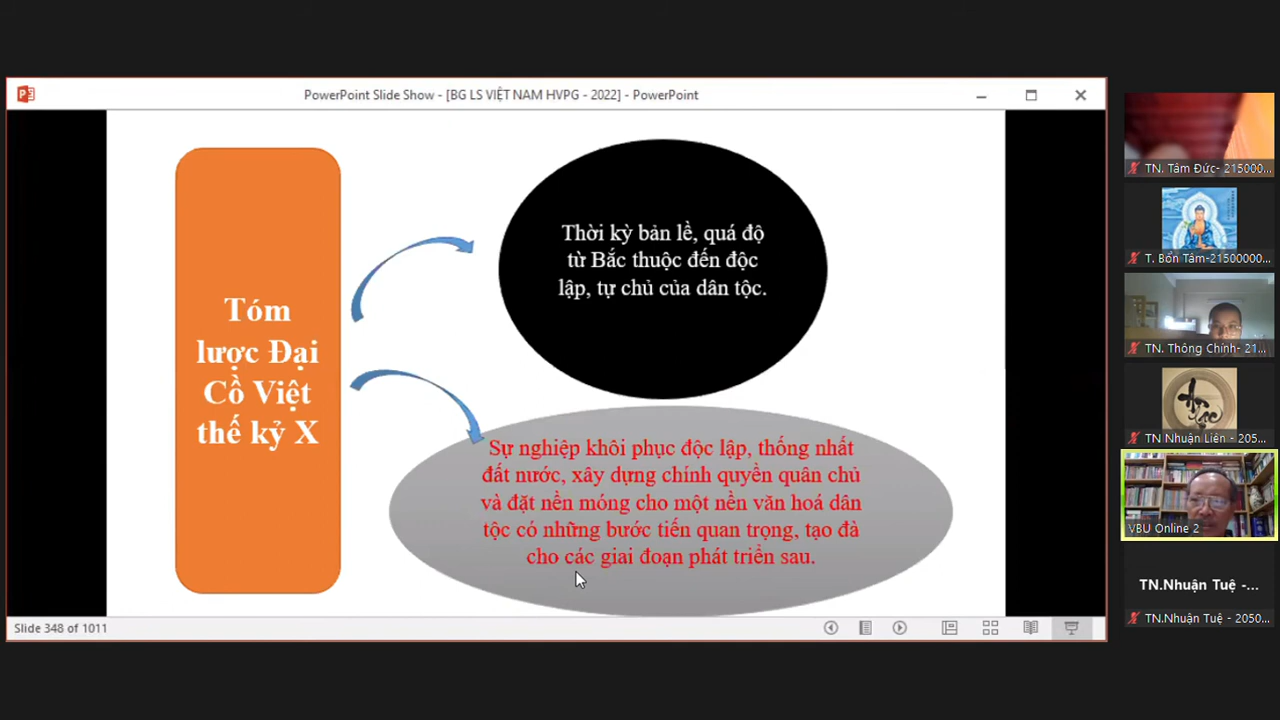 PowerPoint Slide Show - [BG LS VIỆT NAM HVPG - 2022] - PowerPoint
Tóm
lược Đại
Cồ Việt
thế kỷ X
Thời kỳ bản lề, quá độ
từ Bắc thuộc đến độc
lập, tự chủ của dân tộc.
Sự nghiệp khôi phục độc lập, thống nhất
đất nước, xây dựng chính quyền quân chủ
và đặt nền móng cho một nền văn hoá dân
tộc có những bước tiến quan trọng, tạo đà
cho các giai đoạn phát triển sau.
Slide 348 of 1011
TN. Tâm Đức- 215000...
T. Bổn Tâm-21500000...
TN. Thông Chính- 21...
TN Nhuận Liên - 205...
VBU Online 2
TN.Nhuận Tuệ -...
TN.Nhuận Tuệ - 2050...